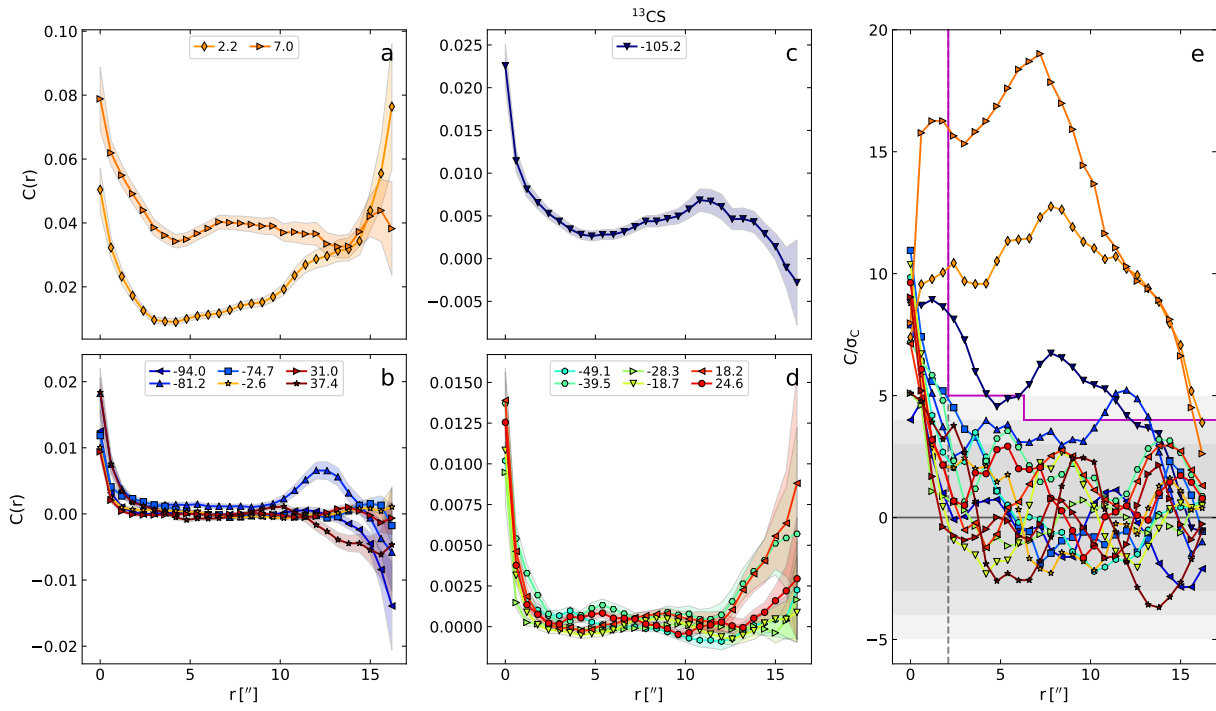 ¹³CS
2.2 7.0
a
0.10
0.08
0.06
0.04
0.02
C(r)
-105.2
c
0.025
0.020
0.015
0.010
0.005
0.000
−0.005
e
20
15
10
5
0
−5
C/σ_C
0 5 10 15
r [″]
-94.0 -74.7 31.0
-81.2 -2.6 37.4
b
0.02
0.01
0.00
−0.01
−0.02
C(r)
0 5 10 15
r [″]
-49.1 -28.3 18.2
-39.5 -18.7 24.6
d
0.0150
0.0125
0.0100
0.0075
0.0050
0.0025
0.0000
0 5 10 15
r [″]